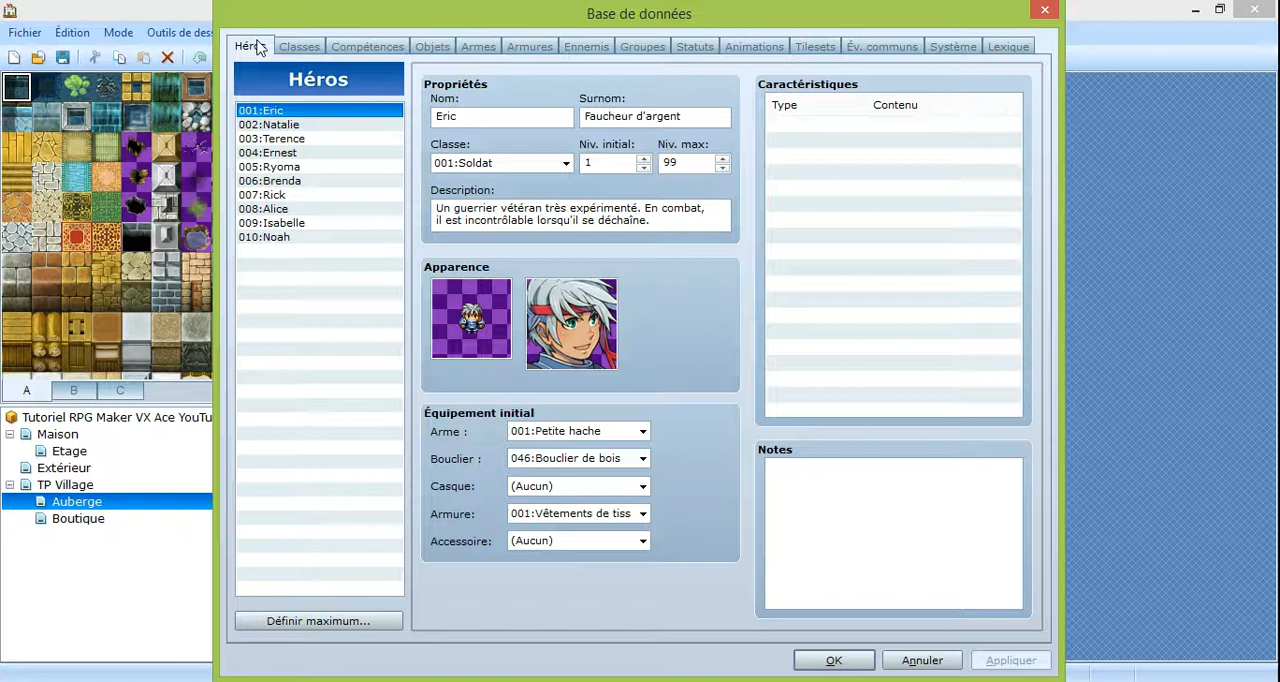 Base de données
Fichier Édition Mode Outils de dess
Héros Classes Compétences Objets Armes Armures Ennemis Groupes Statuts Animations Tilesets Év. communs Système Lexique
Héros
001:Eric
002:Natalie
003:Terence
004:Ernest
005:Ryoma
006:Brenda
007:Rick
008:Alice
009:Isabelle
010:Noah
Définir maximum...
Propriétés
Nom: Surnom:
Eric Faucheur d'argent
Classe: Niv. initial: Niv. max:
001:Soldat 1 99
Description:
Un guerrier vétéran très expérimenté. En combat,
il est incontrôlable lorsqu'il se déchaîne.
Apparence
Équipement initial
Arme : 001:Petite hache
Bouclier : 046:Bouclier de bois
Casque: (Aucun)
Armure: 001:Vêtements de tiss
Accessoire: (Aucun)
Caractéristiques
Type Contenu
Notes
A B C
Tutoriel RPG Maker VX Ace YouTu
Maison
Etage
Extérieur
TP Village
Auberge
Boutique
OK Annuler Appliquer